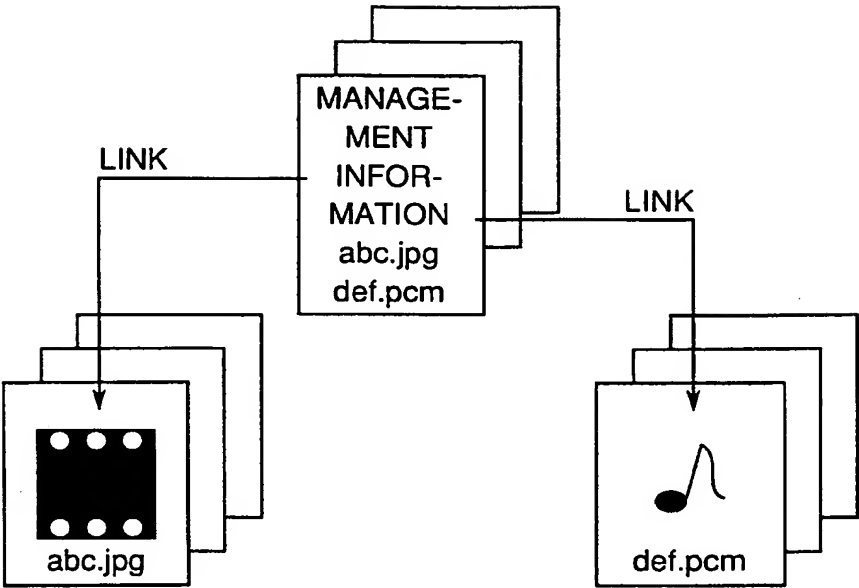 MANAGE-
MENT
INFOR-
MATION
abc.jpg
def.pcm
LINK
LINK
abc.jpg
def.pcm